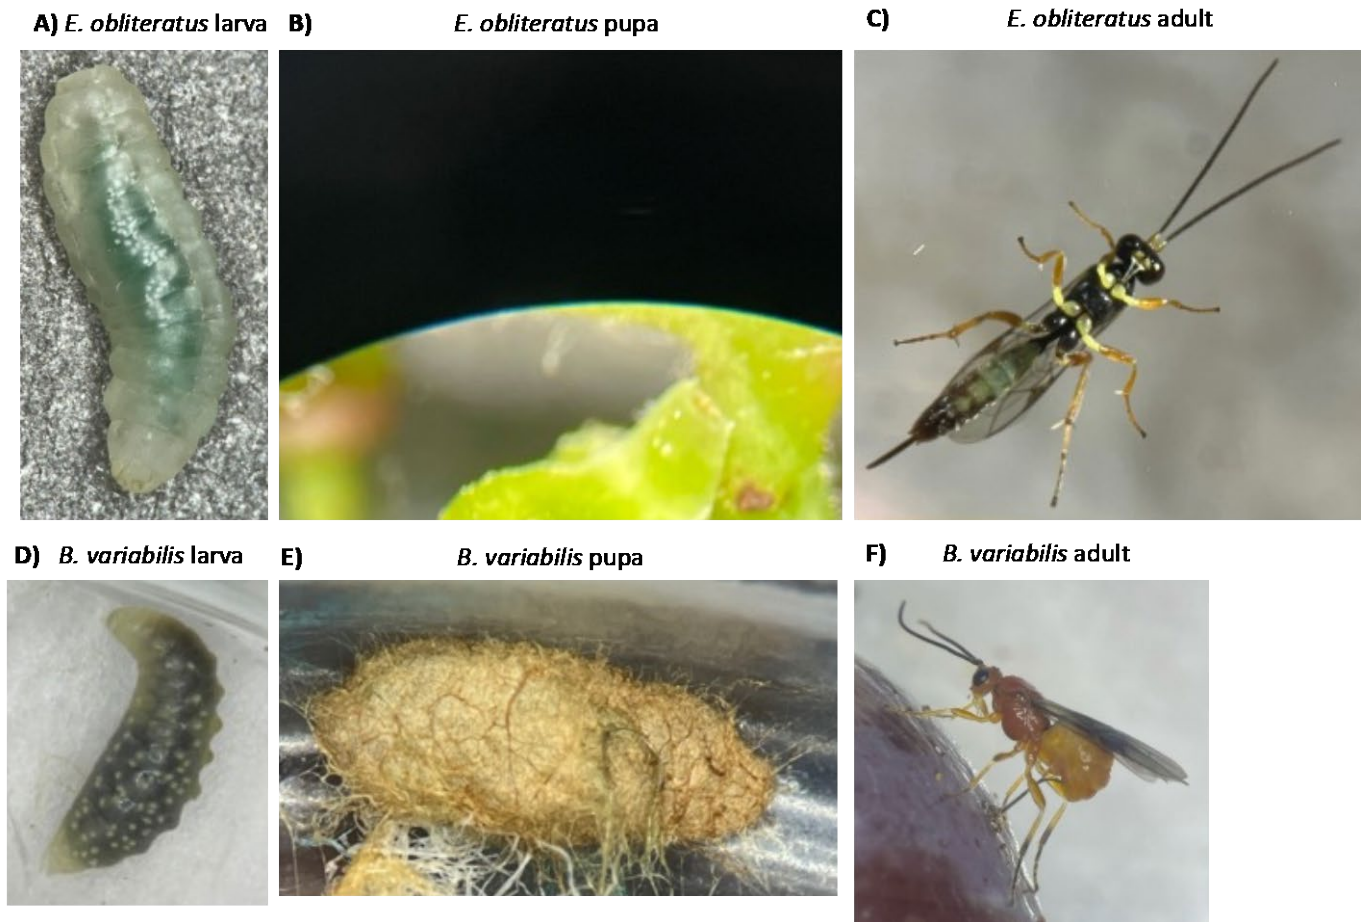 A) E. obliteratus larva
B) E. obliteratus pupa
C) E. obliteratus adult
D) B. variabilis larva
E) B. variabilis pupa
F) B. variabilis adult